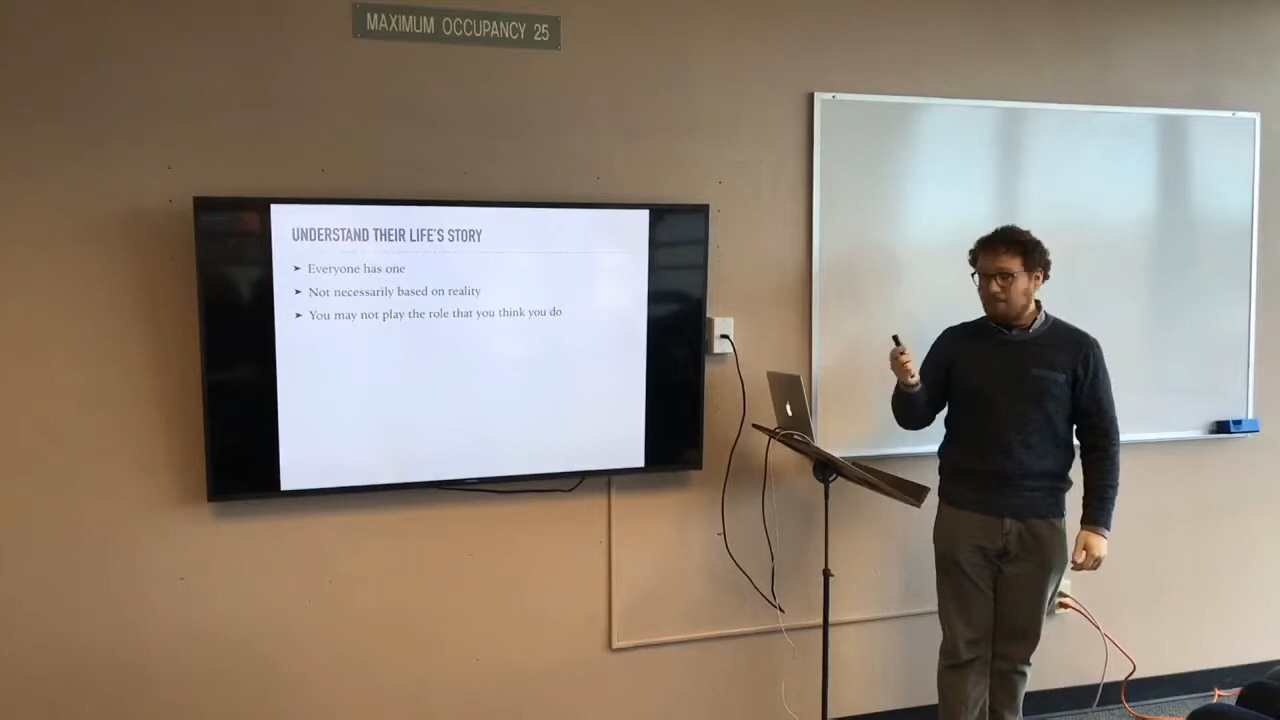 MAXIMUM OCCUPANCY 25
UNDERSTAND THEIR LIFE'S STORY
➤ Everyone has one
➤ Not necessarily based on reality
➤ You may not play the role that you think you do